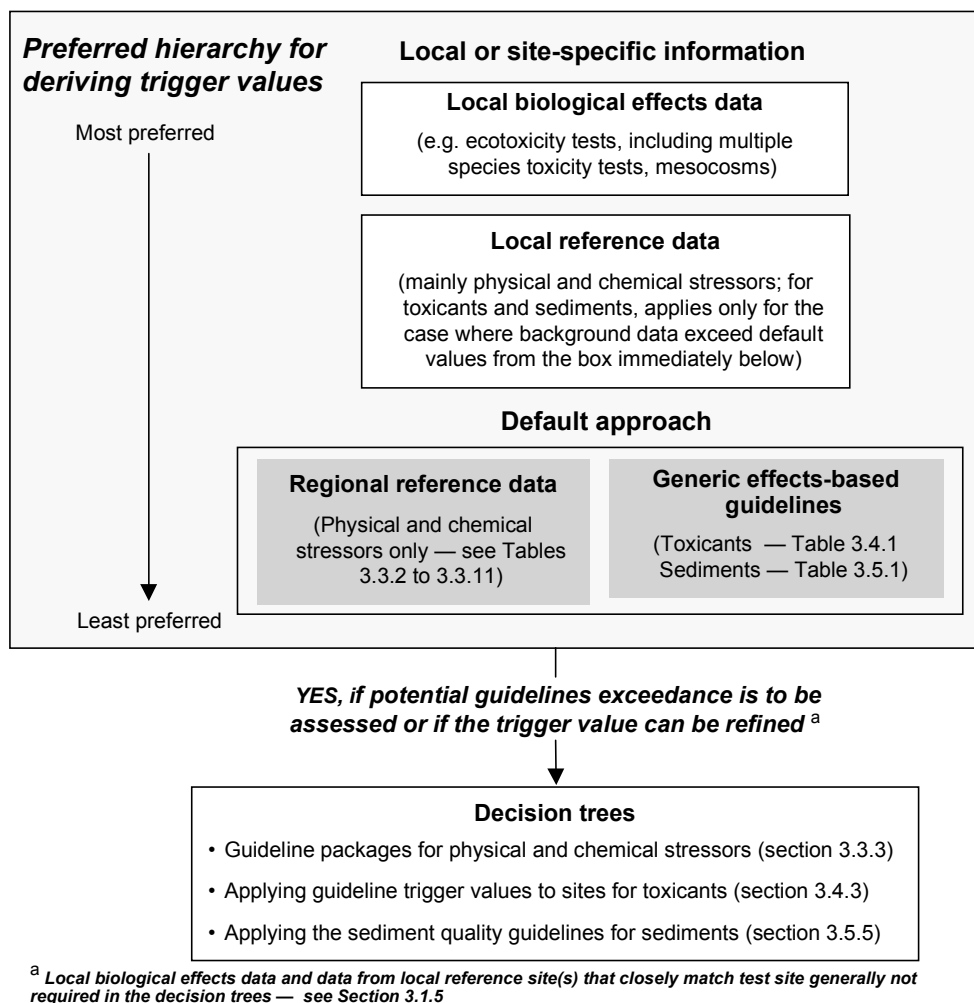 Preferred hierarchy for
deriving trigger values
Most preferred
Least preferred
Local or site-specific information
Local biological effects data
(e.g. ecotoxicity tests, including multiple
species toxicity tests, mesocosms)
Local reference data
(mainly physical and chemical stressors; for
toxicants and sediments, applies only for the
case where background data exceed default
values from the box immediately below)
Default approach
Regional reference data
(Physical and chemical
stressors only — see Tables
3.3.2 to 3.3.11)
Generic effects-based
guidelines
(Toxicants — Table 3.4.1
Sediments — Table 3.5.1)
YES, if potential guidelines exceedance is to be
assessed or if the trigger value can be refined a
Decision trees
• Guideline packages for physical and chemical stressors (section 3.3.3)
• Applying guideline trigger values to sites for toxicants (section 3.4.3)
• Applying the sediment quality guidelines for sediments (section 3.5.5)
a Local biological effects data and data from local reference site(s) that closely match test site generally not
required in the decision trees — see Section 3.1.5